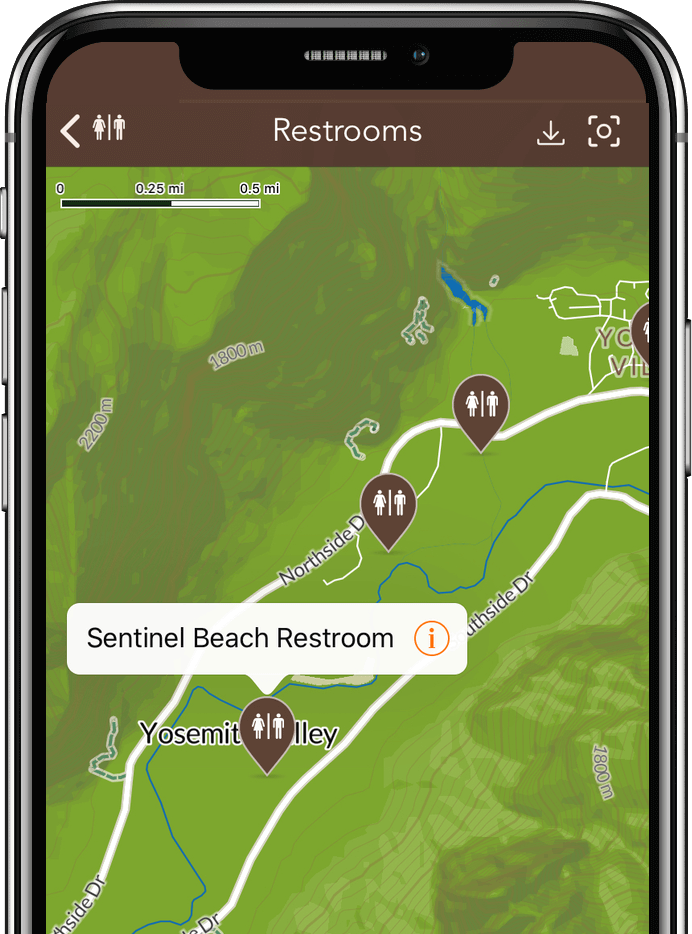 Restrooms
0 0.25 mi 0.5 mi
1800 m
2200 m
Northside D
uthside Dr
Sentinel Beach Restroom i
Yosemit lley
1800 m
YO
VIL
thside Dr
Dr